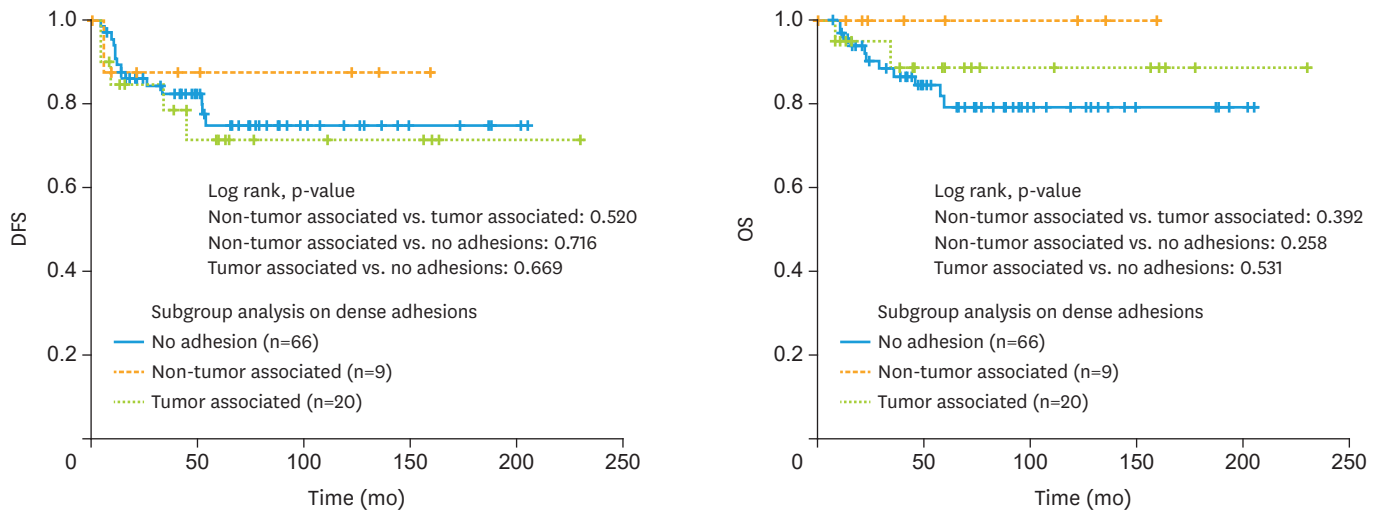 1.0
0.8
0.6
0.4
0.2
DFS
Log rank, p-value
Non-tumor associated vs. tumor associated: 0.520
Non-tumor associated vs. no adhesions: 0.716
Tumor associated vs. no adhesions: 0.669
Subgroup analysis on dense adhesions
No adhesion (n=66)
Non-tumor associated (n=9)
Tumor associated (n=20)
0 50 100 150 200 250
Time (mo)
1.0
0.8
0.6
0.4
0.2
OS
Log rank, p-value
Non-tumor associated vs. tumor associated: 0.392
Non-tumor associated vs. no adhesions: 0.258
Tumor associated vs. no adhesions: 0.531
Subgroup analysis on dense adhesions
No adhesion (n=66)
Non-tumor associated (n=9)
Tumor associated (n=20)
0 50 100 150 200 250
Time (mo)